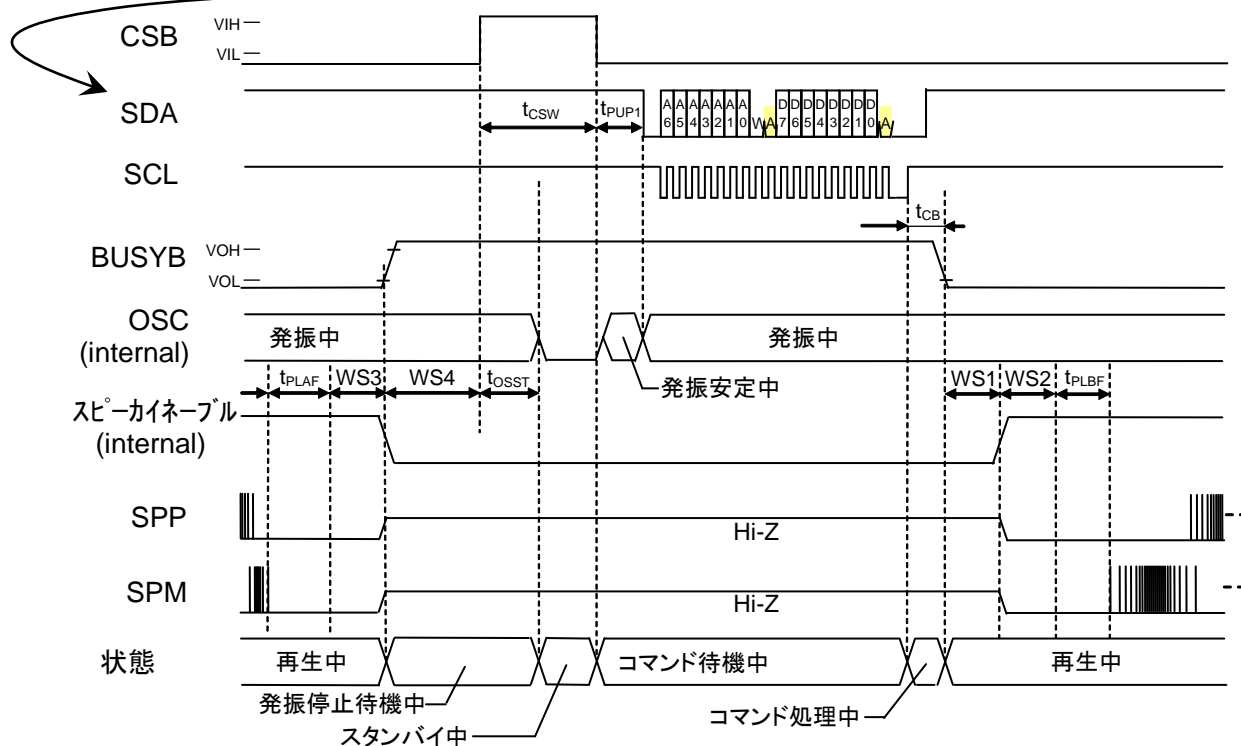 CSB
VIH
VIL
SDA
tCSW
tPUP1
A6 A5 A4 A3 A2 A1 A0 W A D7 D6 D5 D4 D3 D2 D1 D0 A
SCL
tCB
BUSYB
VOH
VOL
OSC
(internal)
発振中
発振中
発振安定中
tPLAF
WS3
WS4
tOSST
WS1
WS2
tPLBF
スピーカイネーブル
(internal)
SPP
Hi-Z
SPM
Hi-Z
状態
再生中
コマンド待機中
再生中
発振停止待機中
スタンバイ中
コマンド処理中